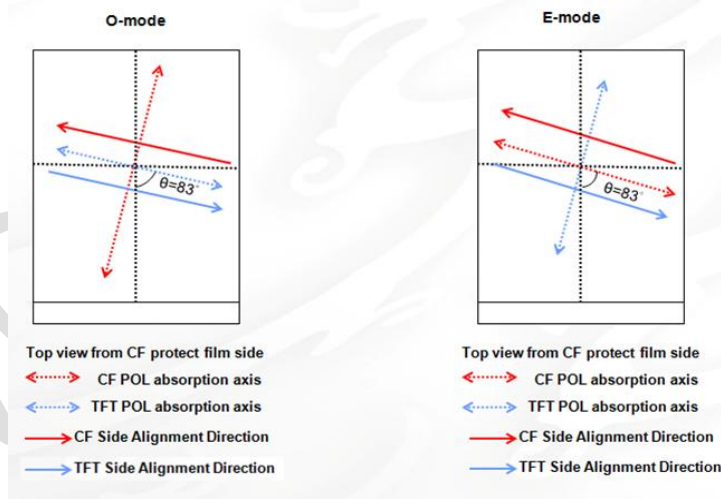 O-mode
E-mode
θ=83°
θ=83°
Top view from CF protect film side
CF POL absorption axis
TFT POL absorption axis
CF Side Alignment Direction
TFT Side Alignment Direction
Top view from CF protect film side
CF POL absorption axis
TFT POL absorption axis
CF Side Alignment Direction
TFT Side Alignment Direction